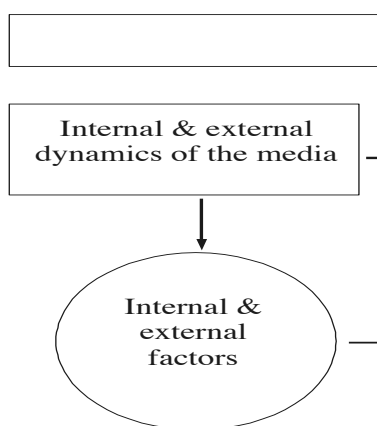 Internal & external
dynamics of the media
Internal &
external
factors